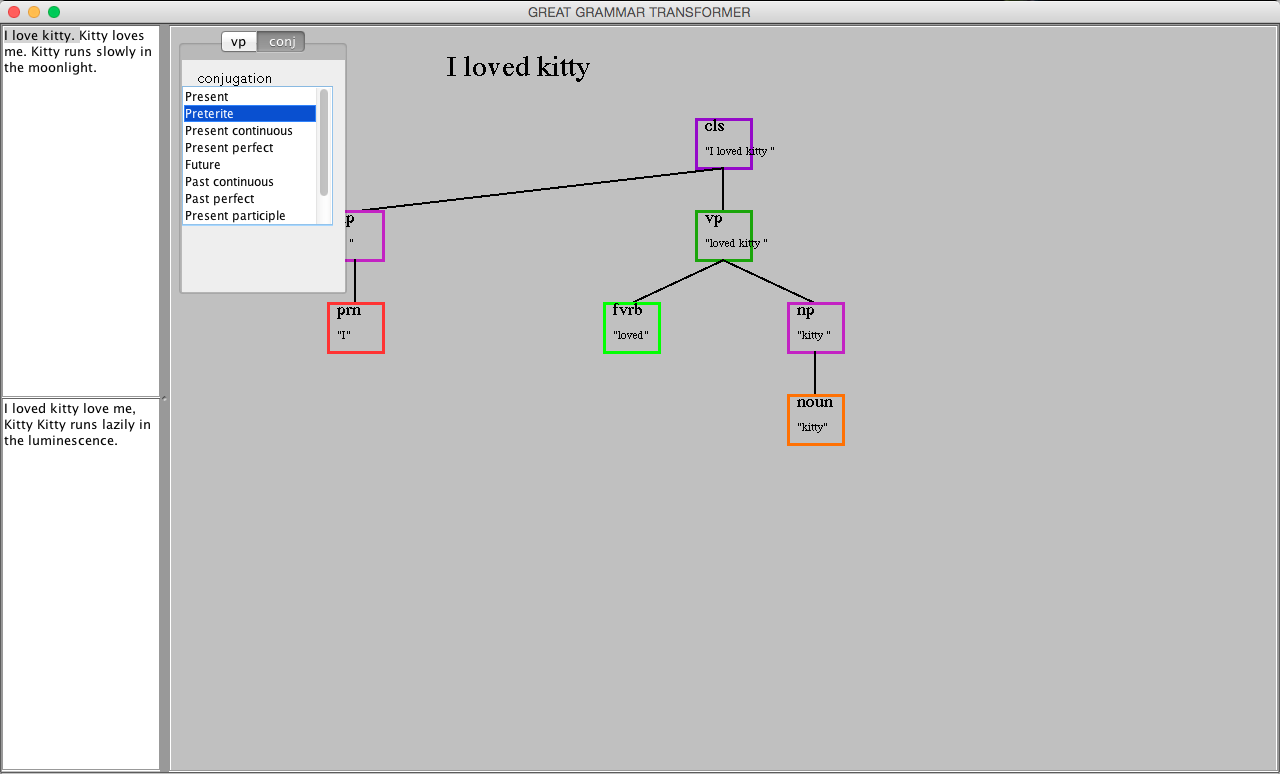 GREAT GRAMMAR TRANSFORMER
I love kitty. Kitty loves
me. Kitty runs slowly in
the moonlight.
I loved kitty love me,
Kitty Kitty runs lazily in
the luminescence.
vp conj
conjugation
Present
Preterite
Present continuous
Present perfect
Future
Past continuous
Past perfect
Present participle
I loved kitty
cls
"I loved kitty "
p
"
vp
"loved kitty "
prn
"I"
fvrb
"loved"
np
"kitty "
noun
"kitty"